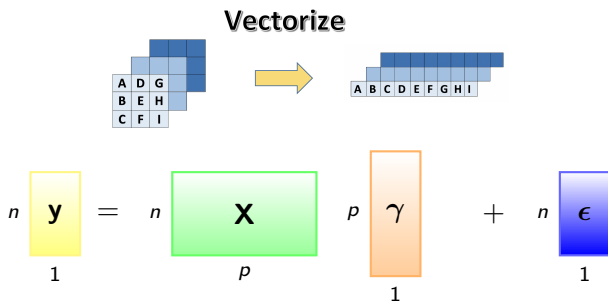 Vectorize
A D G
B E H
C F I
A B C D E F G H I
n y = n X p γ + n ϵ
1 p 1 1